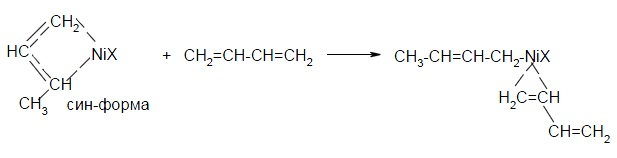 CH₂
HC NiX + CH₂=CH-CH=CH₂ CH₃-CH=CH-CH₂-NiX
CH H₂C=CH
CH₃ син-форма CH=CH₂